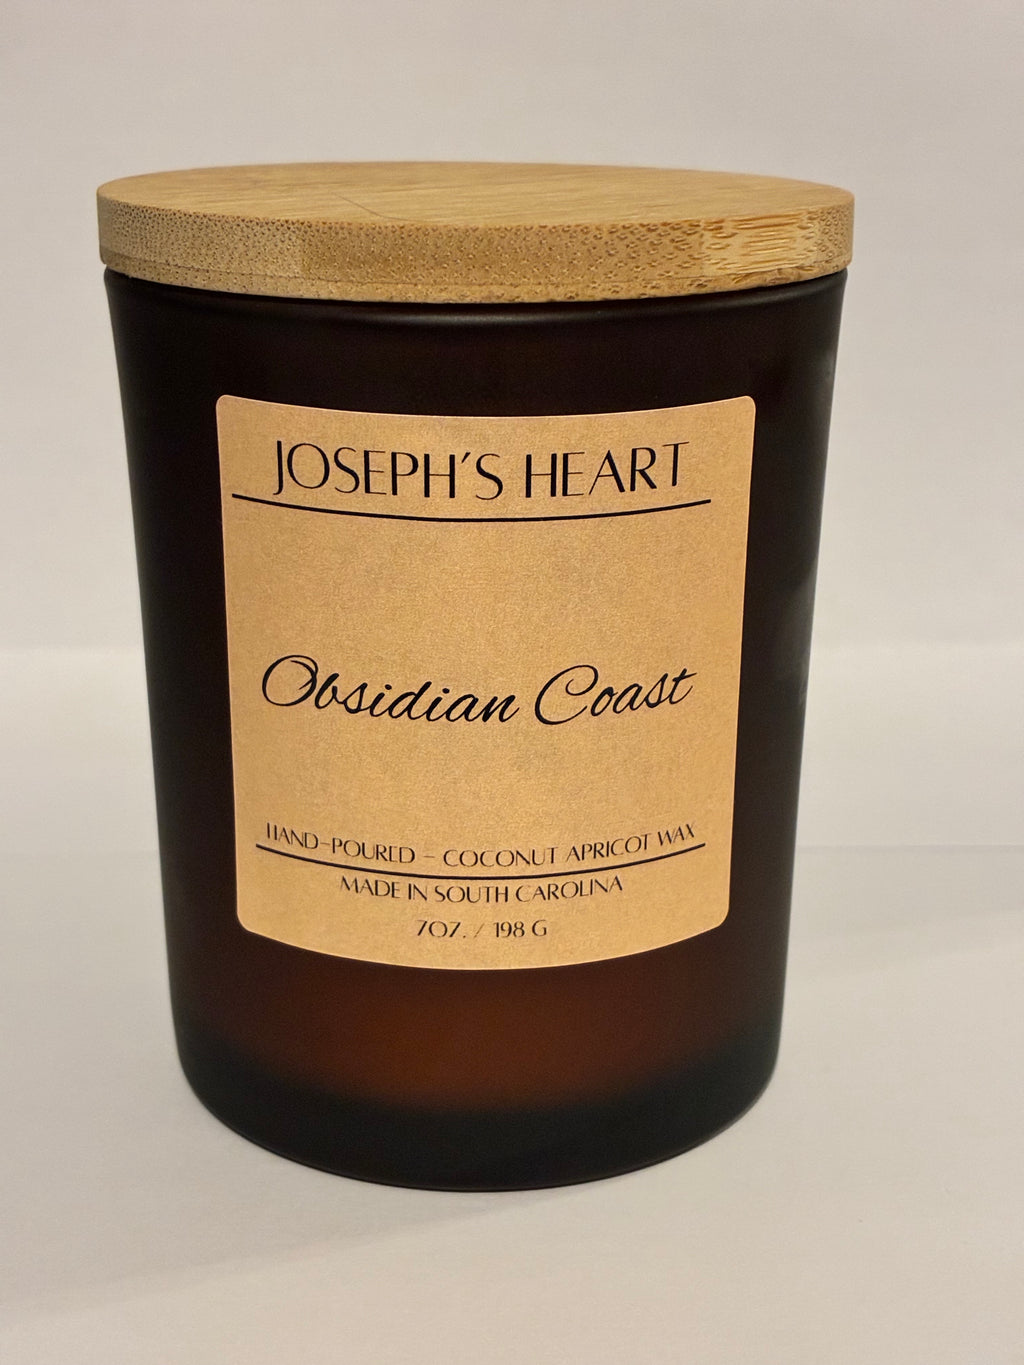 JOSEPH'S HEART
Obsidian Coast
HAND-POURED - COCONUT APRICOT WAX
MADE IN SOUTH CAROLINA
7OZ. / 198 G